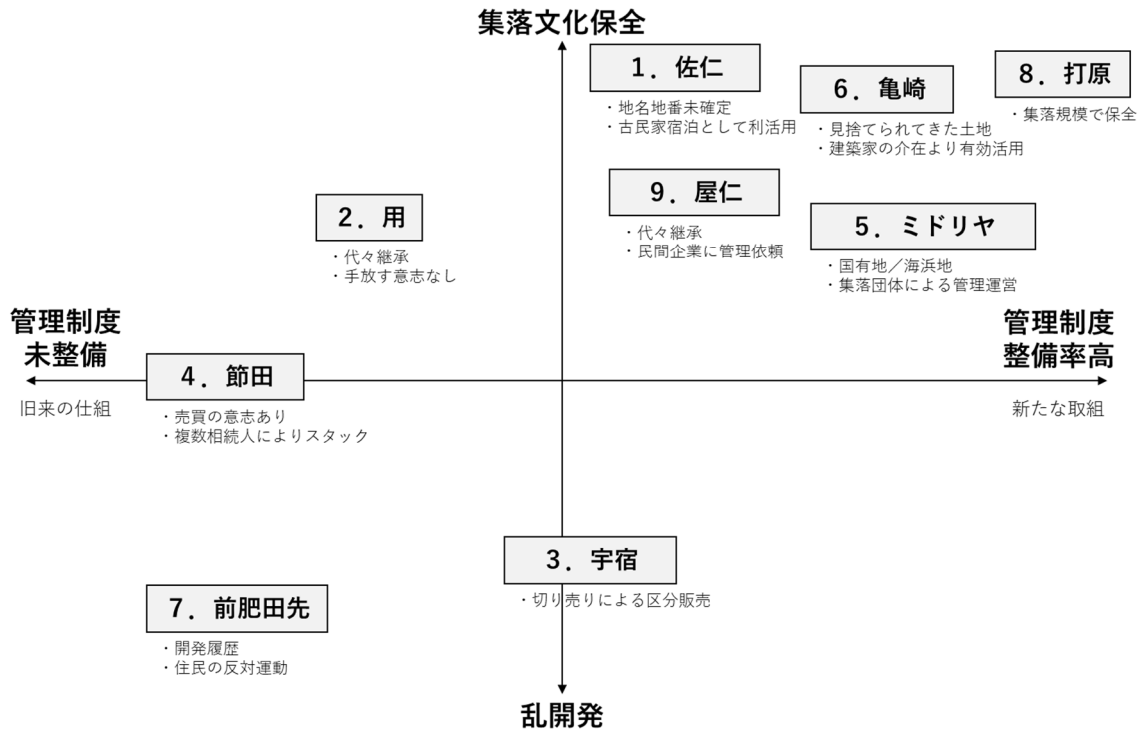 集落文化保全
1．佐仁
・地名地番未確定
・古民家宿泊として利活用
6．亀崎
・見捨てられてきた土地
・建築家の介在より有効活用
8．打原
・集落規模で保全
2．用
・代々継承
・手放す意志なし
9．屋仁
・代々継承
・民間企業に管理依頼
5．ミドリヤ
・国有地／海浜地
・集落団体による管理運営
管理制度
未整備
旧来の仕組
管理制度
整備率高
新たな取組
4．節田
・売買の意志あり
・複数相続人によりスタック
3．宇宿
・切り売りによる区分販売
7．前肥田先
・開発履歴
・住民の反対運動
乱開発